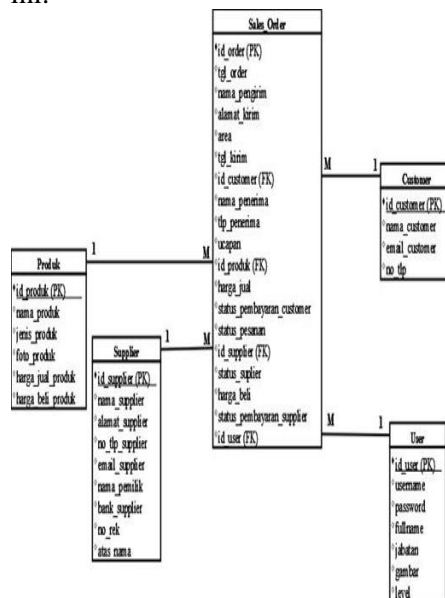 Sales_Order
*id_order (PK)
*tgl_order
*nama_pengirim
*alamat_kirim
*area
*tgl_kirim
*id_customer (FK)
*nama_penerima
*tlp_penerima
*ucapan
*id_produk (FK)
*harga_jual
*status_pembayaran_customer
*status_pesanan
*id_supplier (FK)
*status_suplier
*harga_beli
*status_pembayaran_supplier
*id user (FK)
M
1
Customer
*id_customer (PK)
*nama_customer
*email_customer
*no_tlp
1
M
Produk
*id_produk (PK)
*nama_produk
*jenis_produk
*foto_produk
*harga_jual_produk
*harga_beli_produk
1
M
Supplier
*id_supplier (PK)
*nama_supplier
*alamat_supplier
*no_tlp_supplier
*email_supplier
*nama_pemilik
*bank_supplier
*no_rek
*atas_nama
M
1
User
*id_user (PK)
*username
*password
*fullname
*jabatan
*gambar
*level